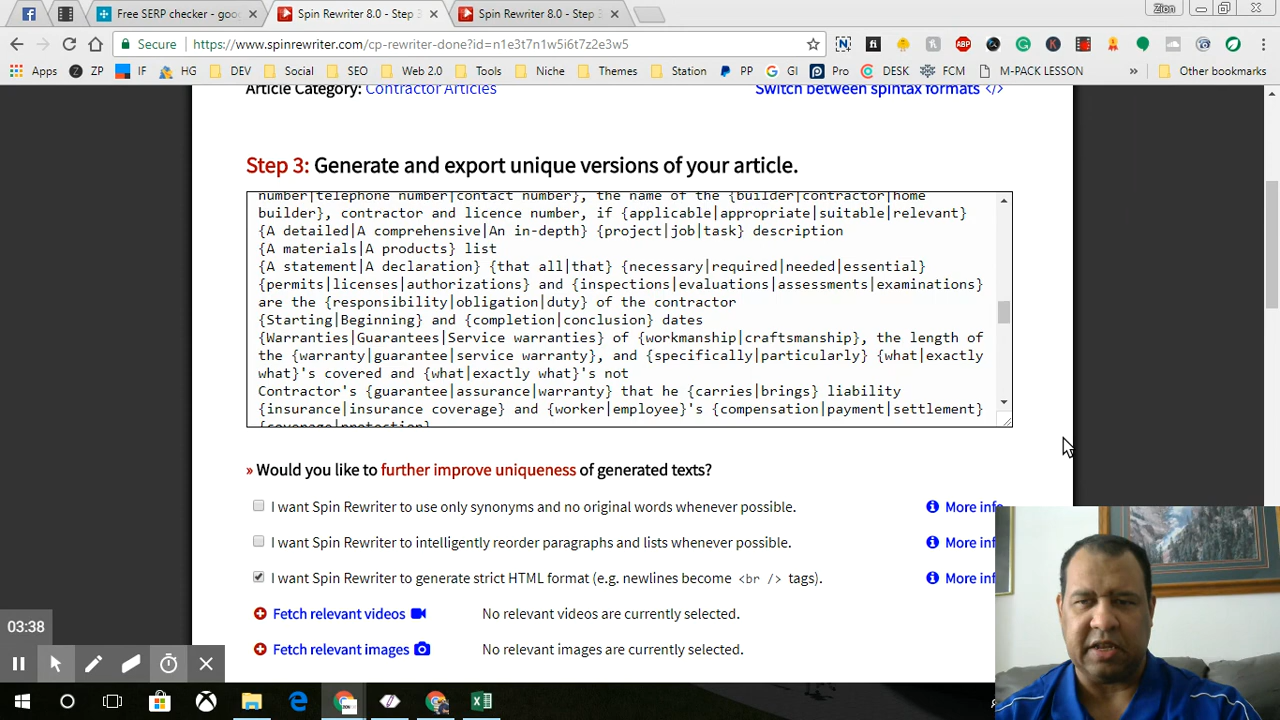 Free SERP checker - goo
Spin Rewriter 8.0 - Step 3
Spin Rewriter 8.0 - Step 3
Zion
Secure
https://www.spinrewriter.com/cp-rewriter-done?id=n1e3t7n1w5i6t7z2e3w5
Apps ZP IF HG DEV Social SEO Web 2.0 Tools Niche Themes Station PP GI Pro DESK FCM M-PACK LESSON » Other bookmarks
Article Category: Contractor Articles
Switch between spintax formats </>
Step 3: Generate and export unique versions of your article.
number|telephone number|contact number}, the name of the {builder|contractor|home
builder}, contractor and licence number, if {applicable|appropriate|suitable|relevant}
{A detailed|A comprehensive|An in-depth} {project|job|task} description
{A materials|A products} list
{A statement|A declaration} {that all|that} {necessary|required|needed|essential}
{permits|licenses|authorizations} and {inspections|evaluations|assessments|examinations}
are the {responsibility|obligation|duty} of the contractor
{Starting|Beginning} and {completion|conclusion} dates
{Warranties|Guarantees|Service warranties} of {workmanship|craftsmanship}, the length of
the {warranty|guarantee|service warranty}, and {specifically|particularly} {what|exactly
what}'s covered and {what|exactly what}'s not
Contractor's {guarantee|assurance|warranty} that he {carries|brings} liability
{insurance|insurance coverage} and {worker|employee}'s {compensation|payment|settlement}
{coverage|protection}
» Would you like to further improve uniqueness of generated texts?
I want Spin Rewriter to use only synonyms and no original words whenever possible.
More info
I want Spin Rewriter to intelligently reorder paragraphs and lists whenever possible.
More inf
I want Spin Rewriter to generate strict HTML format (e.g. newlines become <br /> tags).
More inf
Fetch relevant videos
No relevant videos are currently selected.
Fetch relevant images
No relevant images are currently selected.
03:38